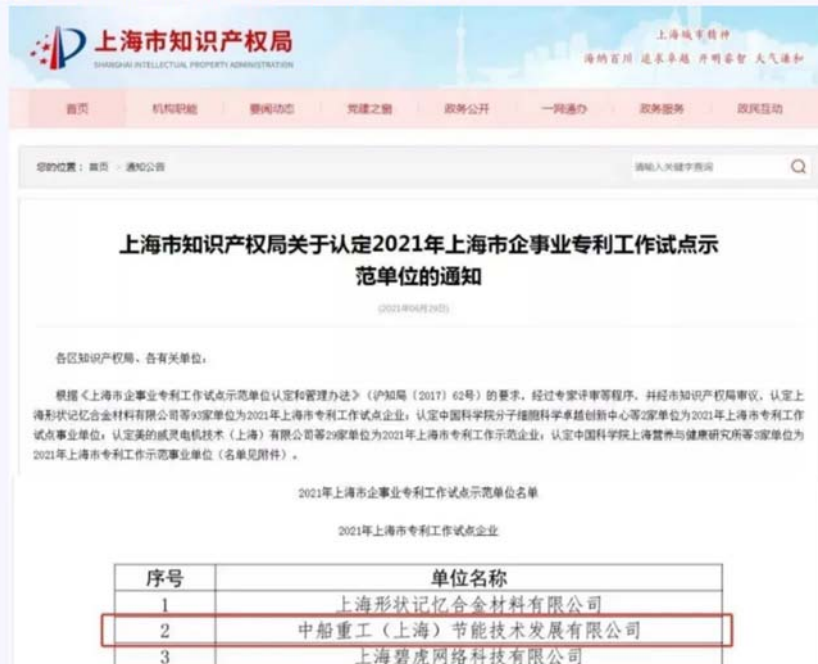 上海市知识产权局
SHANGHAI INTELLECTUAL PROPERTY ADMINISTRATION
上海城市精神
海纳百川 追求卓越 开明睿智 大气谦和
首页 机构职能 要闻动态 党建之窗 政务公开 一网通办 政务服务 政民互动
您的位置： 首页 > 通知公告
请输入关键字查询
上海市知识产权局关于认定2021年上海市企事业专利工作试点示
范单位的通知
(2021年06月29日)
各区知识产权局、各有关单位，
根据《上海市企事业专利工作试点示范单位认定和管理办法》（沪知局〔2017〕62号）的要求，经过专家评审等程序，并经市知识产权局审议，认定上
海形状记忆合金材料有限公司等93家单位为2021年上海市专利工作试点企业；认定中国科学院分子细胞科学卓越创新中心等2家单位为2021年上海市专利工作
试点事业单位；认定美的威灵电机技术（上海）有限公司等29家单位为2021年上海市专利工作示范企业；认定中国科学院上海营养与健康研究所等3家单位为
2021年上海市专利工作示范事业单位（名单见附件）。
2021年上海市企事业专利工作试点示范单位名单
2021年上海市专利工作试点企业
序号 单位名称
1 上海形状记忆合金材料有限公司
2 中船重工（上海）节能技术发展有限公司
3 上海碧虎网络科技有限公司